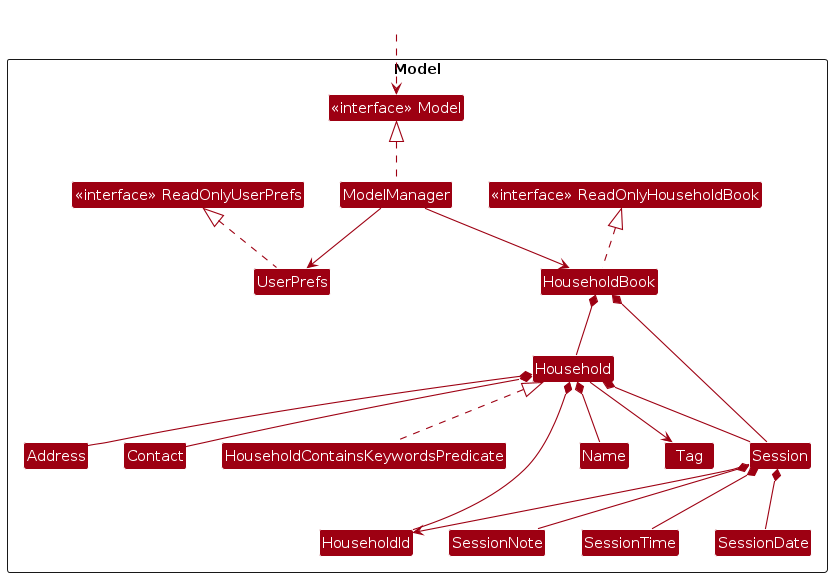 Model
«interface» Model
«interface» ReadOnlyUserPrefs
ModelManager
«interface» ReadOnlyHouseholdBook
UserPrefs
HouseholdBook
Household
Address
Contact
HouseholdContainsKeywordsPredicate
Name
Tag
Session
HouseholdId
SessionNote
SessionTime
SessionDate